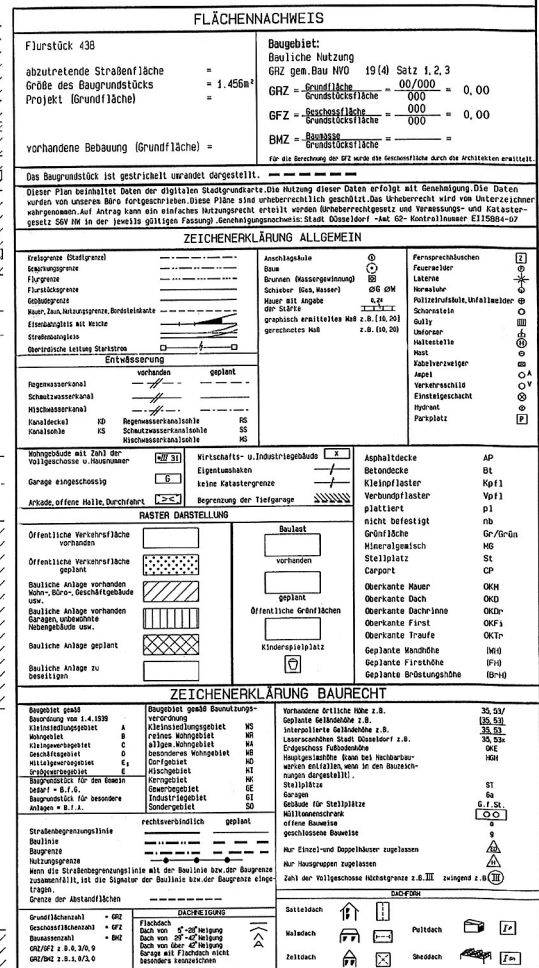 FLÄCHENNACHWEIS
Flurstück 438
abzutretende Straßenfläche =
Größe des Baugrundstücks = 1.456m²
Projekt (Grundfläche) =
vorhandene Bebauung (Grundfläche) =
Baugebiet:
Bauliche Nutzung
GRZ gem.Bau NVO 19(4) Satz 1,2,3
GRZ = Grundfläche / Grundstücksfläche = 00/000 / 000 = 0,00
GFZ = Geschossfläche / Grundstücksfläche = 000 / 000 = 0,00
BMZ = Baumasse / Grundstücksfläche = =
Für die Berechnung der GFZ wurde die Geschossfläche durch die Architekten ermittelt.
Das Baugrundstück ist gestrichelt umrandet dargestellt.
Dieser Plan beinhaltet Daten der digitalen Stadtgrundkarte.Die Nutzung dieser Daten erfolgt mit Genehmigung.Die Daten
wurden von unserem Büro fortgeschrieben.Diese Pläne sind urheberrechtlich geschützt.Das Urheberrecht wird vom Unterzeichner
wahrgenommen.Auf Antrag kann ein einfaches Nutzungsrecht erteilt werden (Urheberrechtgesetz und Vermessungs- und Kataster-
gesetz SGV NW in der jeweils gültigen Fassung).Genehmigungsnachweis:Stadt Düsseldorf -Amt 62- Kontrollnummer EII5884-07
ZEICHENERKLÄRUNG ALLGEMEIN
Kreisgrenze (Stadtgrenze)
Gemarkungsgrenze
Flurgrenze
Flurstücksgrenze
Gebäudegrenze
Mauer,Zaun,Nutzungsgrenze,Bordsteinkante
Eisenbahngleis mit Weiche
Straßenbahngleis
Oberirdische Leitung Starkstrom
Entwässerung
vorhanden geplant
Regenwasserkanal
Schmutzwasserkanal
Mischwasserkanal
Kanaldeckel KD Regenwasserkanalsohle RS
Kanalsohle KS Schmutzwasserkanalsohle SS
Mischwasserkanalsohle MS
Anschlagsäule
Baum
Brunnen (Wassergewinnung)
Schieber (Gas, Wasser) ØG ØW
Mauer mit Angabe der Stärke 0,24
graphisch ermitteltes Maß z.B.[10,20]
gerechnetes Maß z.B.(10,20)
Fernsprechhäuschen
Feuermelder
Laterne
Normaluhr
Polizeirufsäule,Unfallmelder
Schornstein
Gully
Umformer
Haltestelle H
Mast
Kabelverzweiger
Ampel A
Verkehrsschild V
Einsteigeschacht
Hydrant
Parkplatz P
Wohngebäude mit Zahl der
Vollgeschosse u.Hausnummer III 31
Garage eingeschossig G
Arkade,offene Halle,Durchfahrt
Wirtschafts- u.Industriegebäude X
Eigentumshaken
keine Katastergrenze
Begrenzung der Tiefgarage
RASTER DARSTELLUNG
Öffentliche Verkehrsfläche
vorhanden
Öffentliche Verkehrsfläche
geplant
Bauliche Anlage vorhanden
Wohn-,Büro-,Geschäftgebäude
usw.
Bauliche Anlage vorhanden
Garagen,unbewohnte
Nebengebäude usw.
Bauliche Anlage geplant
Bauliche Anlage zu
beseitigen
Baulast
vorhanden
geplant
Öffentliche Grünflächen
Kinderspielplatz
Asphaltdecke AP
Betondecke Bt
Kleinpflaster Kpfl
Verbundpflaster Vpfl
plattiert pl
nicht befestigt nb
Grünfläche Gr/Grün
Mineralgemisch MG
Stellplatz St
Carport CP
Oberkante Mauer OKM
Oberkante Dach OKD
Oberkante Dachrinne OKDr
Oberkante First OKFi
Oberkante Traufe OKTr
Geplante Wandhöhe (WH)
Geplante Firsthöhe (FH)
Geplante Brüstungshöhe (BrH)
ZEICHENERKLÄRUNG BAURECHT
Baugebiet gemäß
Bauordnung vom 1.4.1939
Kleinsiedlungsgebiet A
Wohngebiet B
Kleingewerbegebiet C
Geschäftsgebiet D
Mittelgewerbegebiet E
Großgewerbegebiet E
Baugrundstück für den Gemein
bedarf = B.f.G.
Baugrundstück für besondere
Anlagen = B.f.A.
Baugebiet gemäß Baunutzungs-
verordnung
Kleinsiedlungsgebiet WS
reines Wohngebiet WR
allgem.Wohngebiet WA
besonderes Wohngebiet WB
Dorfgebiet MD
Mischgebiet MI
Kerngebiet MK
Gewerbegebiet GE
Industriegebiet GI
Sondergebiet SO
rechtsverbindlich geplant
Straßenbegrenzungslinie
Baulinie
Baugrenze
Nutzungsgrenze
Wenn die Straßenbegrenzungslinie mit der Baulinie bzw.der Baugrenze
zusammenfällt,ist die Signatur der Baulinie bzw.der Baugrenze einge-
tragen.
Grenze der Abstandflächen
Vorhandene örtliche Höhe z.B. 35,53/
Geplante Geländehöhe z.B. [35,53]
interpolierte Geländehöhe z.B. 35,53
Laserscanhöhen Stadt Düsseldorf z.B. 35,53x
Erdgeschoss Fußbodenhöhe OKE
Hauptgesimshöhe (kann bei Hochbauvor- HGH
werken entfallen,wenn in den Bauzeich-
nungen dargestellt).
Stellplätze ST
Garagen Ga
Gebäude für Stellplätze G.f.St.
Mülltonnenschrank
offene Bauweise o
geschlossene Bauweise g
Nur Einzel-und Doppelhäuser zugelassen
Nur Hausgruppen zugelassen
Zahl der Vollgeschosse Höchstgrenze z.B.III zwingend z.B.III
Grundflächenzahl = GRZ
Geschossflächenzahl = GFZ
Baumassenzahl = BMZ
GRZ/GFZ z.B.0,3/0,9
GRZ/BMZ z.B.1,0/3,0
DACHNEIGUNG
Flachdach
Dach von 5°-28°Neigung
Dach von 29°-42°Neigung
Dach von über 42°Neigung
Garage mit Flachdach nicht
besonders kennzeichnen
DACHFORM
Satteldach
Walmdach
Zeltdach
Pultdach
Sheddach